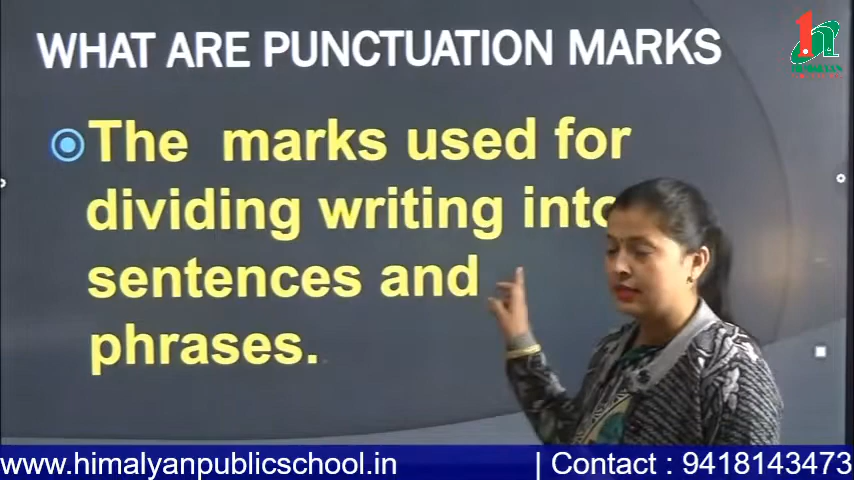 WHAT ARE PUNCTUATION MARKS
The marks used for
dividing writing into
sentences and
phrases.
www.himalyanpublicschool.in | Contact : 9418143473